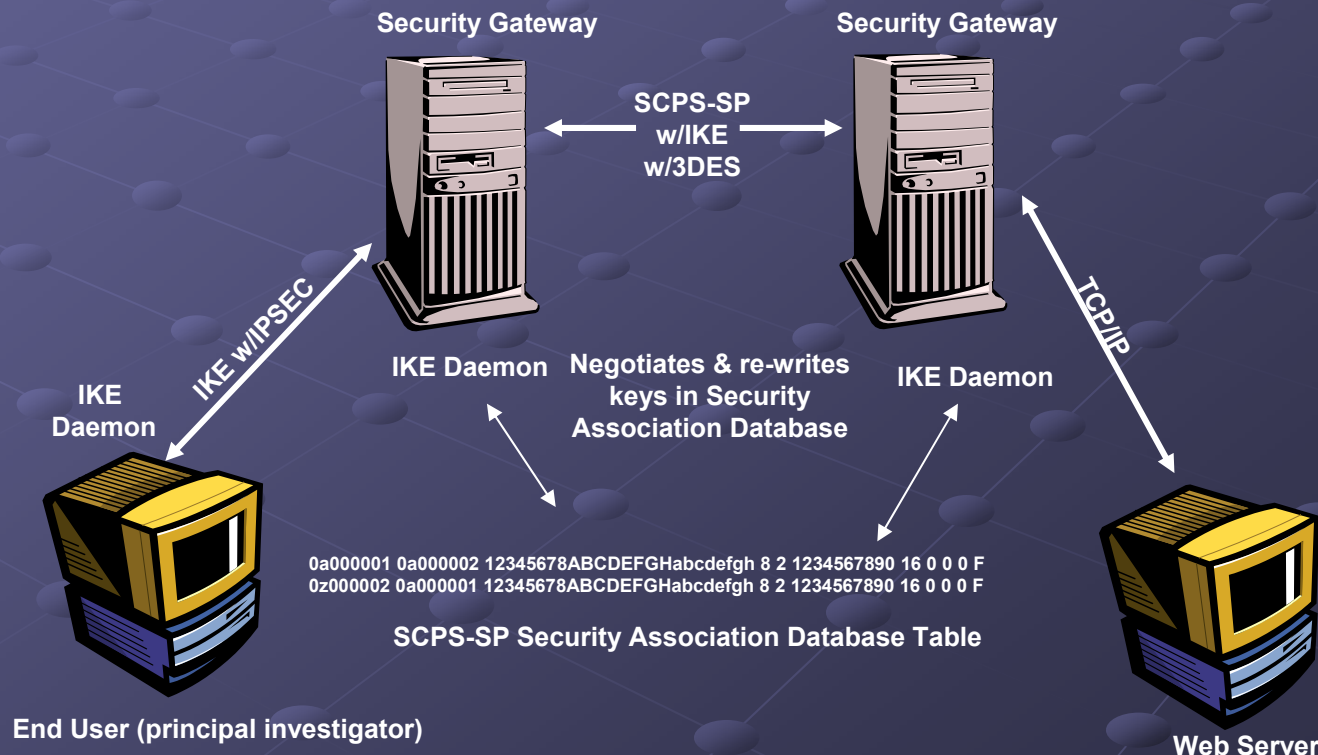 Security Gateway
Security Gateway
SCPS-SP
w/IKE
w/3DES
IKE w/IPSEC
TCP/IP
IKE Daemon
Negotiates & re-writes
keys in Security
Association Database
IKE Daemon
IKE
Daemon
0a000001 0a000002 12345678ABCDEFGHabcdefgh 8 2 1234567890 16 0 0 0 F
0z000002 0a000001 12345678ABCDEFGHabcdefgh 8 2 1234567890 16 0 0 0 F
SCPS-SP Security Association Database Table
End User (principal investigator)
Web Server